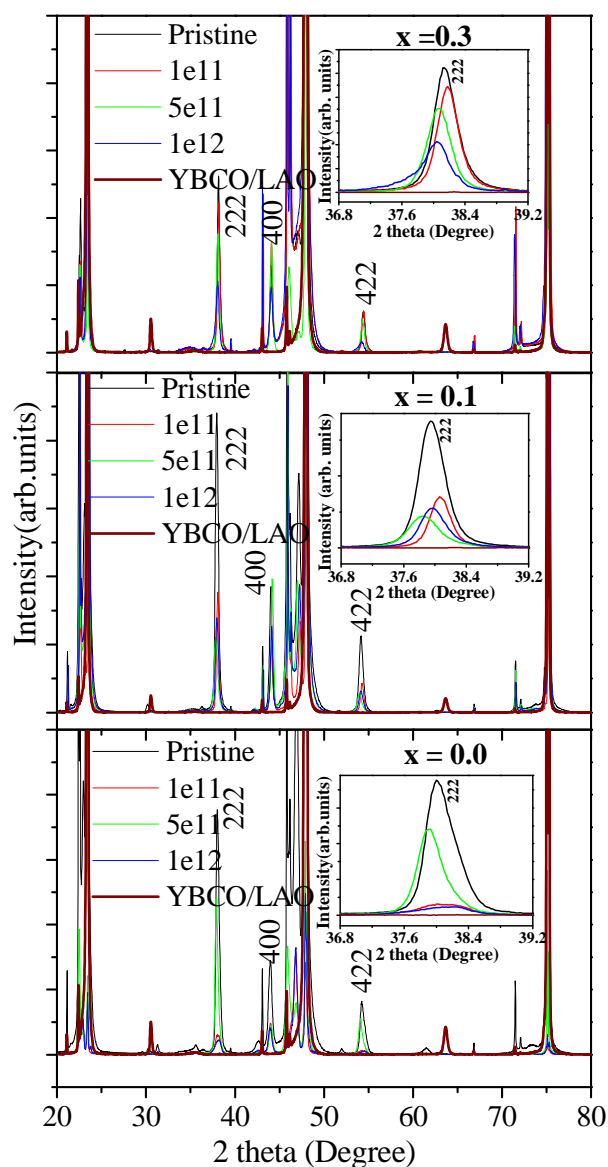 Pristine
1e11
5e11
1e12
YBCO/LAO
222
400
422
x =0.3
222
Intensity(arb. units)
36.8 37.6 38.4 39.2
2 theta (Degree)
Pristine
1e11
5e11
1e12
YBCO/LAO
222
400
422
x = 0.1
222
Intensity (arb. units)
36.8 37.6 38.4 39.2
2 theta (Degree)
Pristine
1e11
5e11
1e12
YBCO/LAO
222
400
422
x = 0.0
222
Intensity(arb.units)
36.8 37.6 38.4 39.2
2 theta (Degree)
Intensity(arb.units)
20 30 40 50 60 70 80
2 theta (Degree)